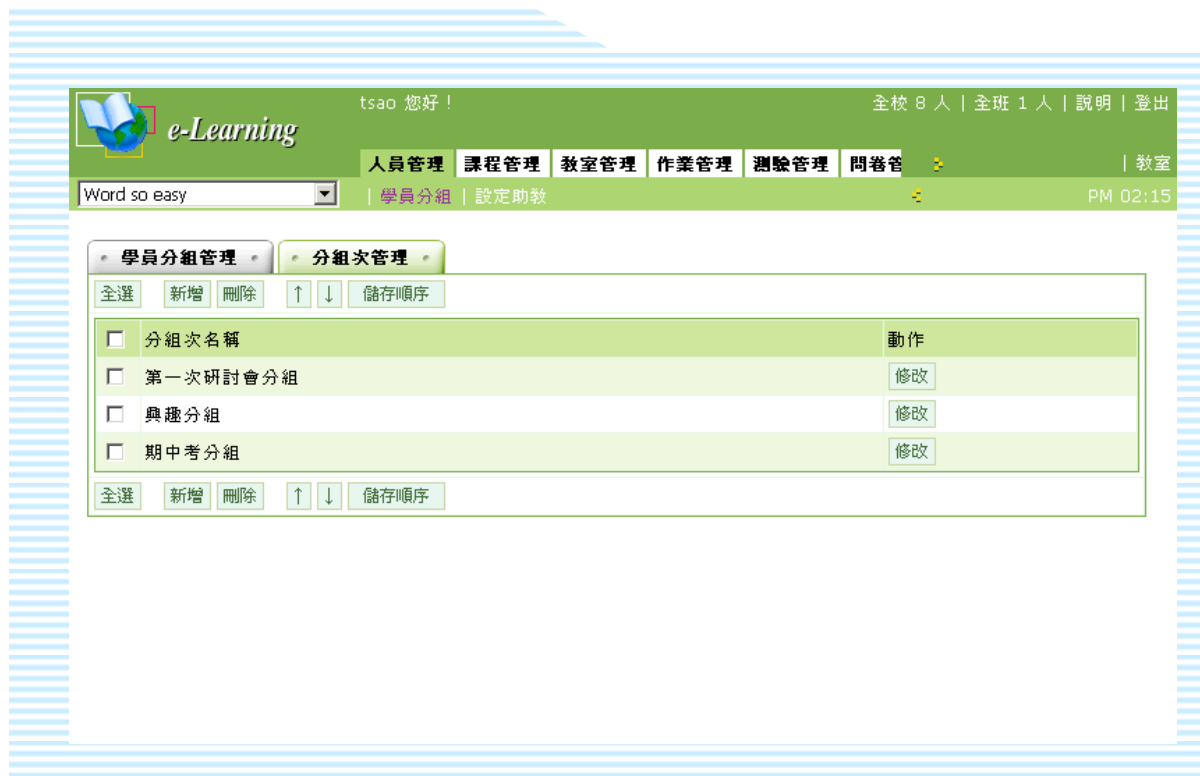 tsao 您好！ 全校 8 人 | 全班 1 人 | 說明 | 登出
e-Learning
人員管理 課程管理 教室管理 作業管理 測驗管理 問卷管 | 教室
Word so easy | 學員分組 | 設定助教 PM 02:15
學員分組管理 分組次管理
全選 新增 刪除 ↑ ↓ 儲存順序
分組次名稱 動作
第一次研討會分組 修改
興趣分組 修改
期中考分組 修改
全選 新增 刪除 ↑ ↓ 儲存順序